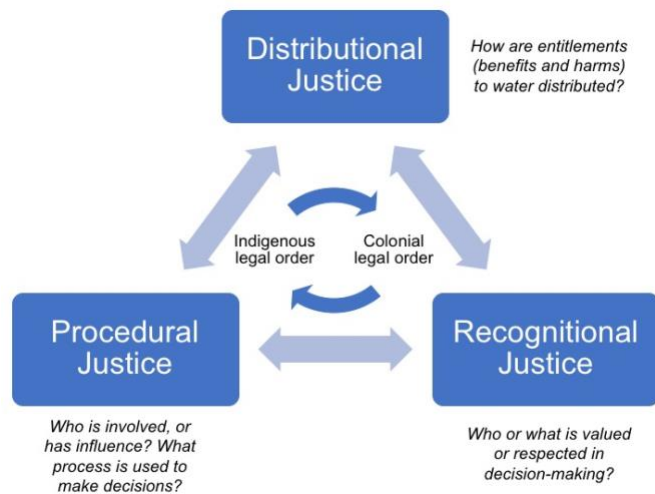 Distributional
Justice
How are entitlements
(benefits and harms)
to water distributed?
Indigenous
legal order
Colonial
legal order
Procedural
Justice
Recognitional
Justice
Who is involved, or
has influence? What
process is used to
make decisions?
Who or what is valued
or respected in
decision-making?